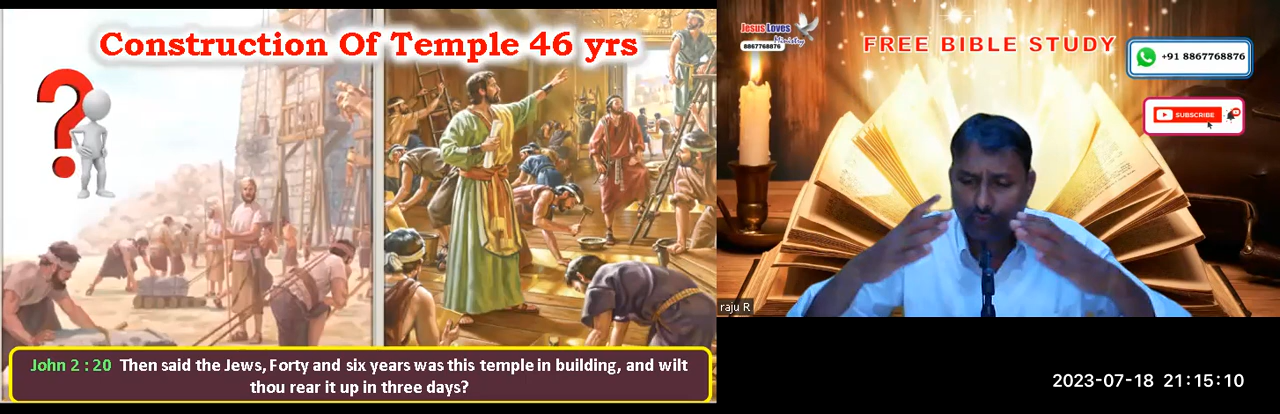 Construction Of Temple 46 yrs
John 2 : 20 Then said the Jews, Forty and six years was this temple in building, and wilt
thou rear it up in three days?
Jesus Loves
Ministry
8867768876
FREE BIBLE STUDY
+91 8867768876
SUBSCRIBE
raju R
2023-07-18 21:15:10